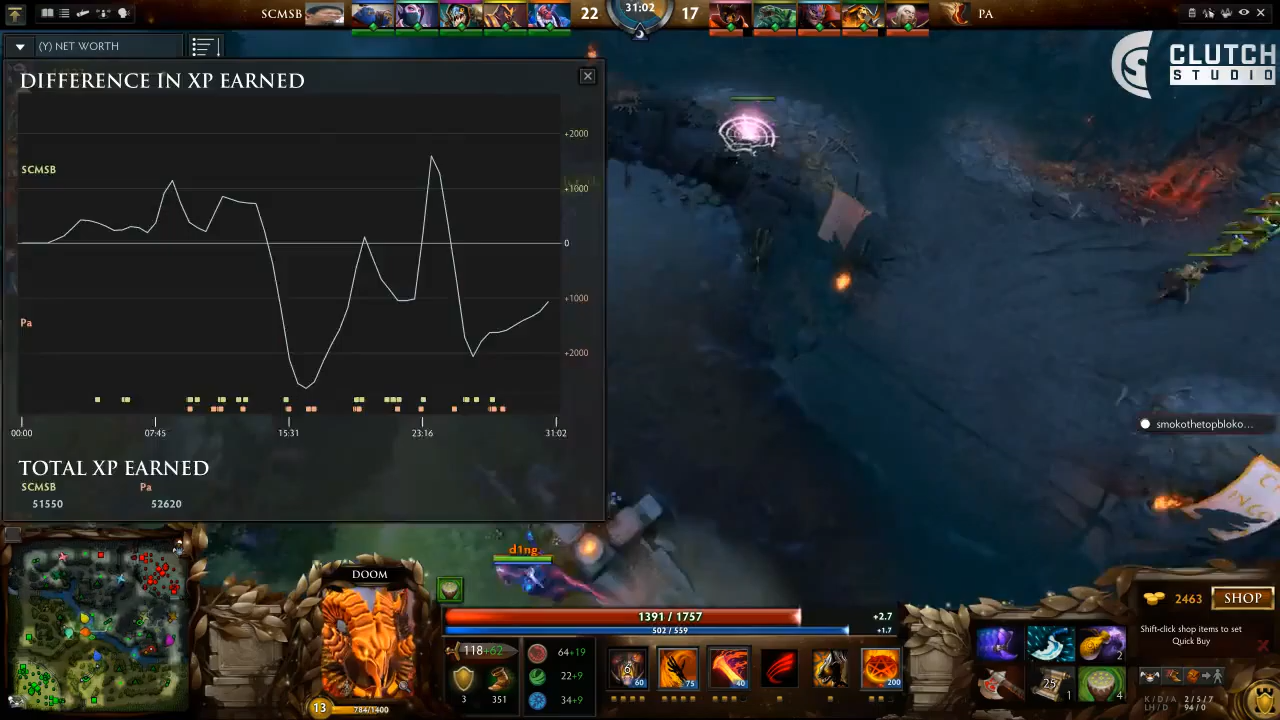 SCMSB 22 31:02 17 PA
(Y) NET WORTH
CLUTCH
STUDIO
DIFFERENCE IN XP EARNED
+2000
SCMSB
+1000
0
+1000
Pa
+2000
00:00 07:45 15:31 23:16 31:02
TOTAL XP EARNED
SCMSB Pa
51550 52620
smokothetopbloko...
d1ng
DOOM
1391 / 1757 +2.7
502 / 559 +1.7
118+62 64+19
22+9
3 351 34+9
60 75 40 200
13 784/1400
2
25 1 4
2463 SHOP
Shift-click shop items to set
Quick Buy
K / D / A 2 / 5 / 7
LH / D 94 / 0